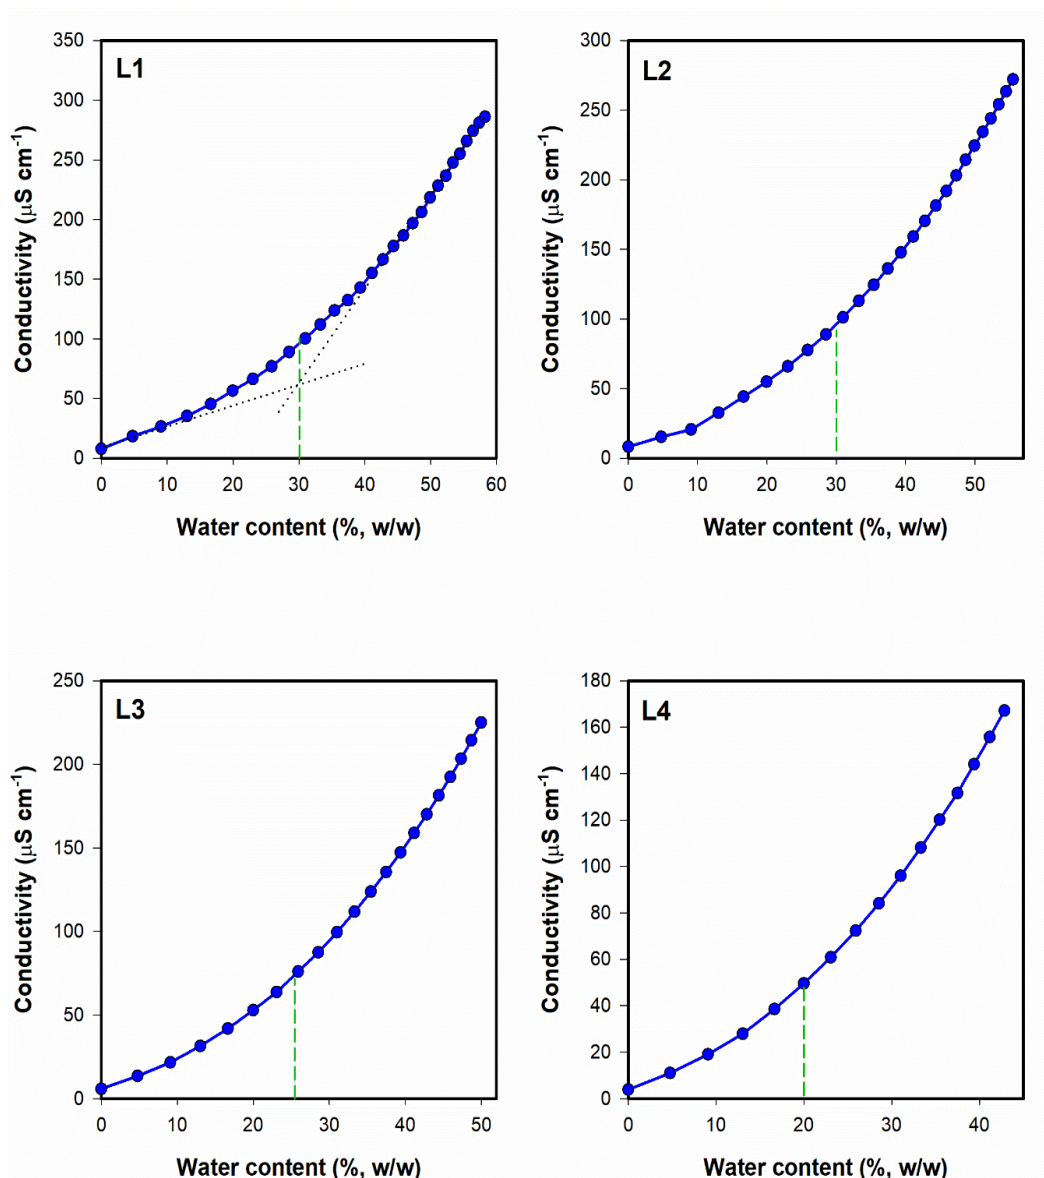 L1
350
300
250
200
150
100
50
0
Conductivity (µS cm⁻¹)
0 10 20 30 40 50 60
Water content (%, w/w)
L2
300
250
200
150
100
50
0
Conductivity (µS cm⁻¹)
0 10 20 30 40 50
Water content (%, w/w)
L3
250
200
150
100
50
0
Conductivity (µS cm⁻¹)
0 10 20 30 40 50
Water content (%, w/w)
L4
180
160
140
120
100
80
60
40
20
0
Conductivity (µS cm⁻¹)
0 10 20 30 40
Water content (%, w/w)